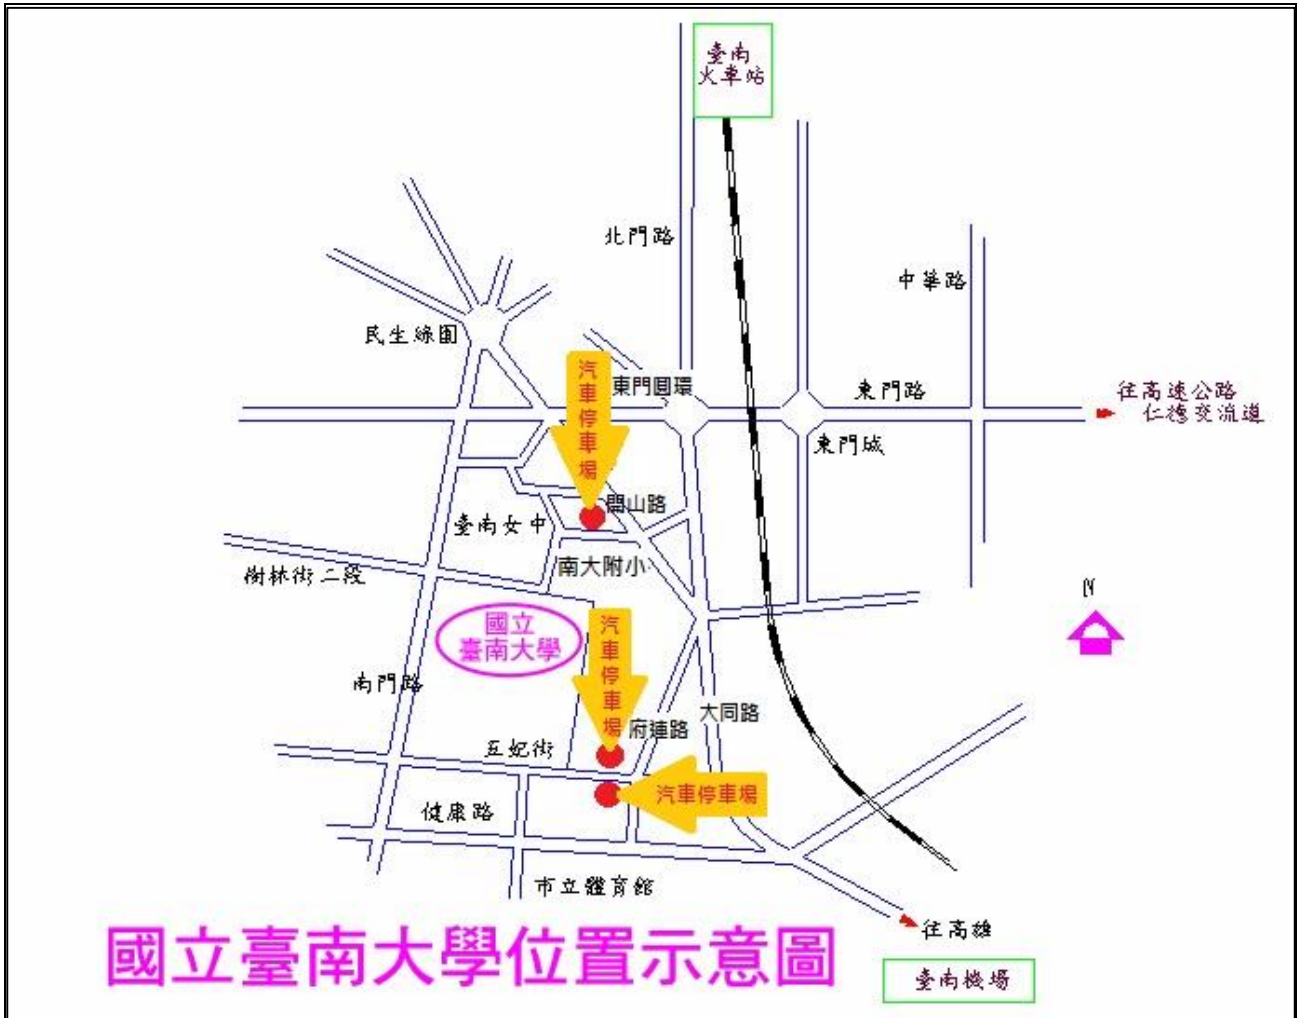 臺南
火車站
北門路
中華路
民生綠園
汽車停車場
東門圓環
東門路
往高速公路
仁德交流道
東門城
開山路
臺南女中
南大附小
樹林街二段
N
國立
臺南大學
汽車停車場
南門路
大同路
府連路
五妃街
汽車停車場
健康路
市立體育館
往高雄
國立臺南大學位置示意圖
臺南機場